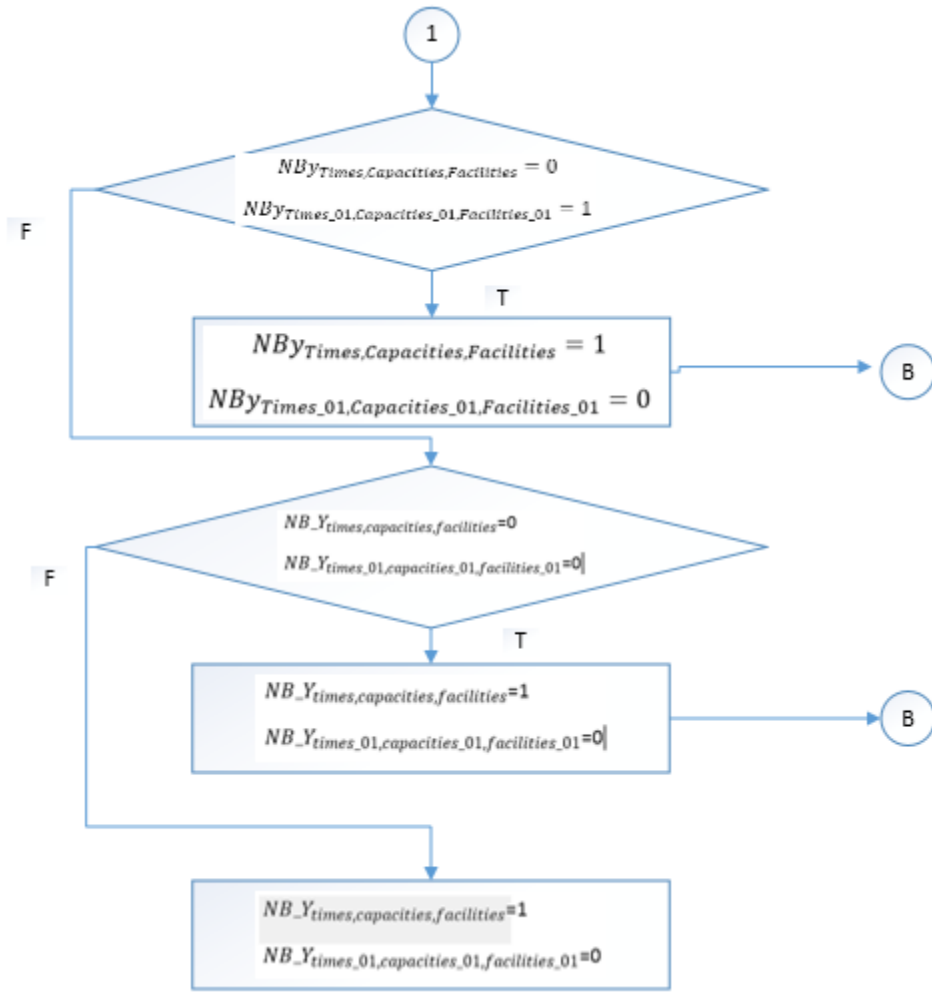 1
NBy_{Times,Capacities,Facilities} = 0
NBy_{Times_01,Capacities_01,Facilities_01} = 1
F
T
NBy_{Times,Capacities,Facilities} = 1
NBy_{Times_01,Capacities_01,Facilities_01} = 0
B
NB_Y_{times,capacities,facilities}=0
NB_Y_{times_01,capacities_01,facilities_01}=0
F
T
NB_Y_{times,capacities,facilities}=1
NB_Y_{times_01,capacities_01,facilities_01}=0
B
NB_Y_{times,capacities,facilities}=1
NB_Y_{times_01,capacities_01,facilities_01}=0